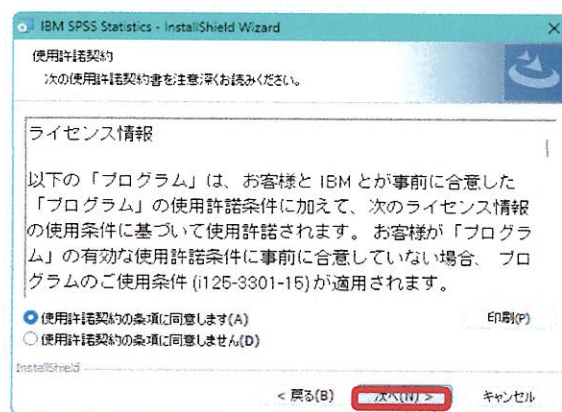 IBM SPSS Statistics - InstallShield Wizard
使用許諾契約
次の使用許諾契約書を注意深くお読みください。
ライセンス情報
以下の「プログラム」は、お客様と IBM とが事前に合意した
「プログラム」の使用許諾条件に加えて、次のライセンス情報
の使用条件に基づいて使用許諾されます。 お客様が「プログラ
ム」の有効な使用許諾条件に事前に合意していない場合、 プロ
グラムのご使用条件 (i125-3301-15) が適用されます。
使用許諾契約の条項に同意します(A)
印刷(P)
使用許諾契約の条項に同意しません(D)
InstallShield
< 戻る(B)
次へ(N) >
キャンセル